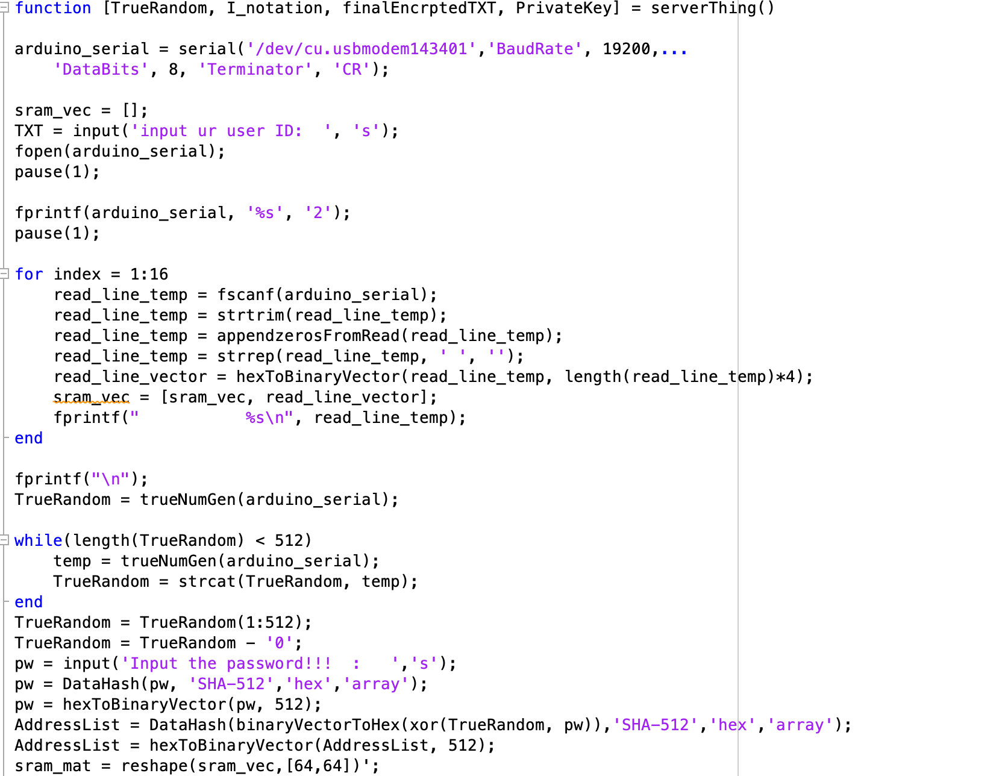 function [TrueRandom, I_notation, finalEncrptedTXT, PrivateKey] = serverThing()
arduino_serial = serial('/dev/cu.usbmodem143401','BaudRate', 19200,...
    'DataBits', 8, 'Terminator', 'CR');
sram_vec = [];
TXT = input('input ur user ID:  ', 's');
fopen(arduino_serial);
pause(1);
fprintf(arduino_serial, '%s', '2');
pause(1);
for index = 1:16
    read_line_temp = fscanf(arduino_serial);
    read_line_temp = strtrim(read_line_temp);
    read_line_temp = appendzerosFromRead(read_line_temp);
    read_line_temp = strrep(read_line_temp, ' ', '');
    read_line_vector = hexToBinaryVector(read_line_temp, length(read_line_temp)*4);
    sram_vec = [sram_vec, read_line_vector];
    fprintf("           %s\n", read_line_temp);
end
fprintf("\n");
TrueRandom = trueNumGen(arduino_serial);
while(length(TrueRandom) < 512)
    temp = trueNumGen(arduino_serial);
    TrueRandom = strcat(TrueRandom, temp);
end
TrueRandom = TrueRandom(1:512);
TrueRandom = TrueRandom - '0';
pw = input('Input the password!!!  :   ','s');
pw = DataHash(pw, 'SHA-512','hex','array');
pw = hexToBinaryVector(pw, 512);
AddressList = DataHash(binaryVectorToHex(xor(TrueRandom, pw)),'SHA-512','hex','array');
AddressList = hexToBinaryVector(AddressList, 512);
sram_mat = reshape(sram_vec,[64,64])';